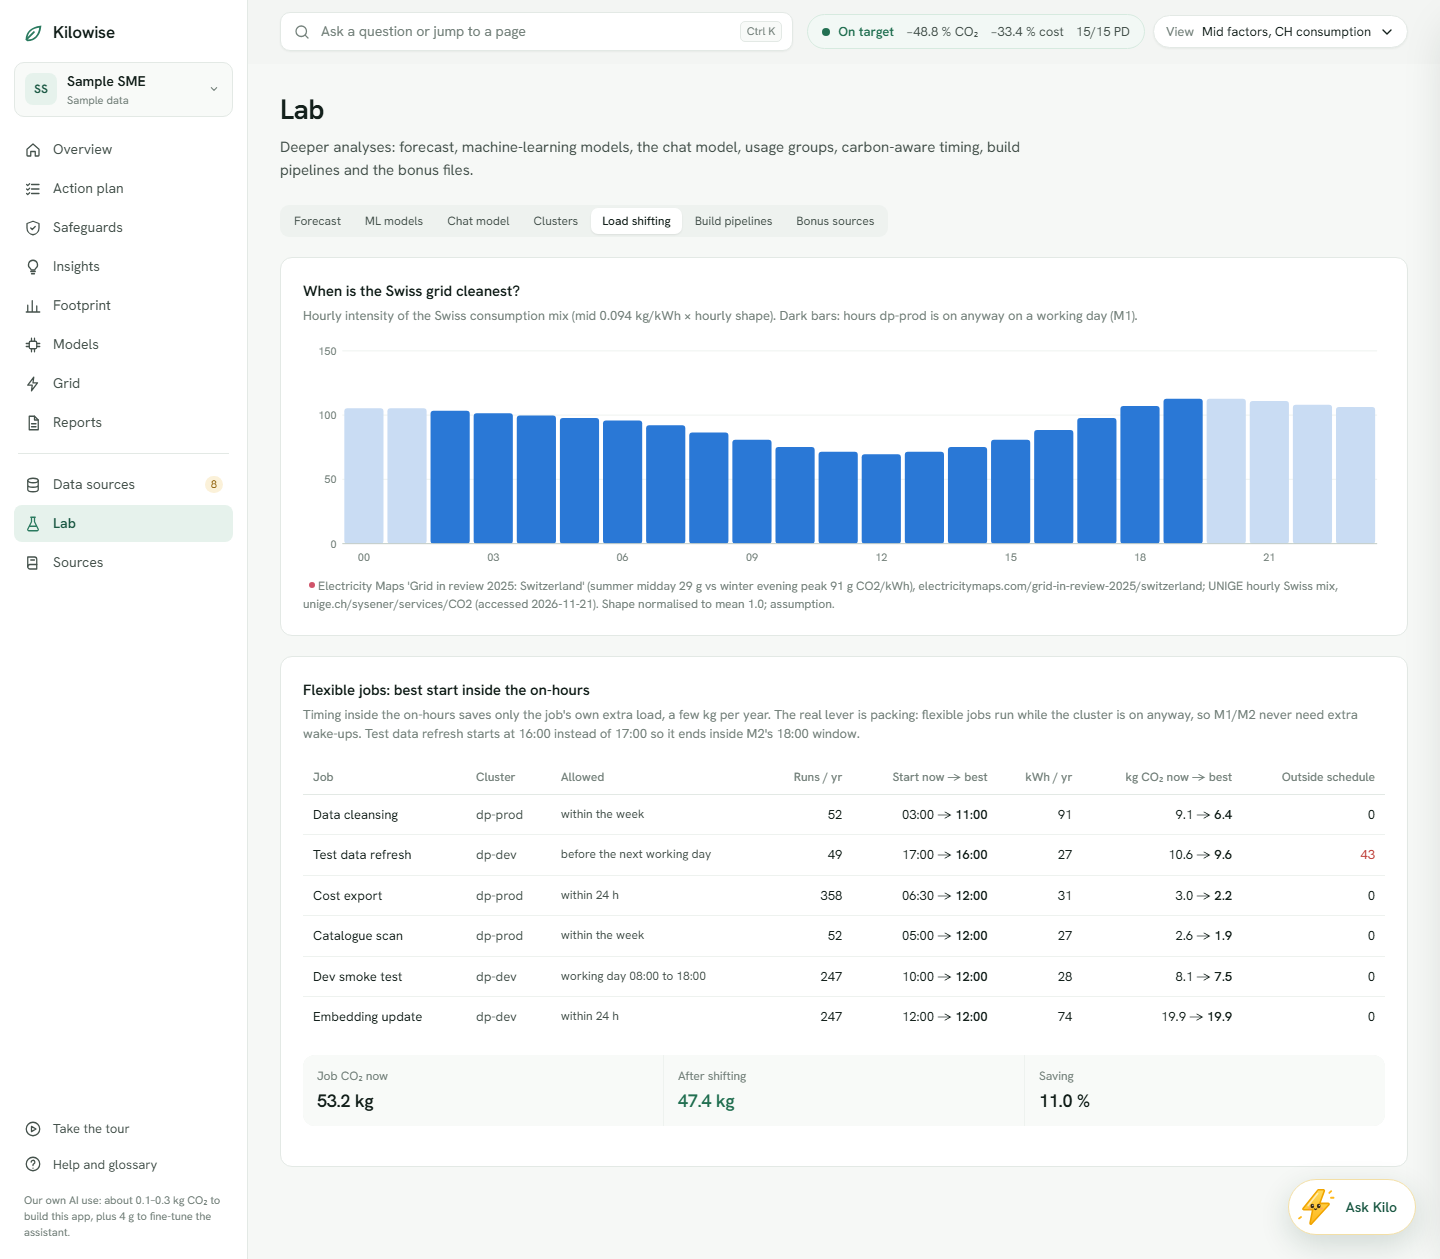 Kilowise
SS
Sample SME
Sample data
Overview
Action plan
Safeguards
Insights
Footprint
Models
Grid
Reports
Data sources 8
Lab
Sources
Take the tour
Help and glossary
Our own AI use: about 0.1–0.3 kg CO₂ to
build this app, plus 4 g to fine-tune the
assistant.
Ask a question or jump to a page Ctrl K
On target −48.8 % CO₂ −33.4 % cost 15/15 PD
View Mid factors, CH consumption
Lab
Deeper analyses: forecast, machine-learning models, the chat model, usage groups, carbon-aware timing, build
pipelines and the bonus files.
Forecast ML models Chat model Clusters Load shifting Build pipelines Bonus sources
When is the Swiss grid cleanest?
Hourly intensity of the Swiss consumption mix (mid 0.094 kg/kWh × hourly shape). Dark bars: hours dp-prod is on anyway on a working day (M1).
150
100
50
0
00 03 06 09 12 15 18 21
Electricity Maps 'Grid in review 2025: Switzerland' (summer midday 29 g vs winter evening peak 91 g CO2/kWh), electricitymaps.com/grid-in-review-2025/switzerland; UNIGE hourly Swiss mix,
unige.ch/sysener/services/CO2 (accessed 2026-11-21). Shape normalised to mean 1.0; assumption.
Flexible jobs: best start inside the on-hours
Timing inside the on-hours saves only the job's own extra load, a few kg per year. The real lever is packing: flexible jobs run while the cluster is on anyway, so M1/M2 never need extra
wake-ups. Test data refresh starts at 16:00 instead of 17:00 so it ends inside M2's 18:00 window.
Job Cluster Allowed Runs / yr Start now → best kWh / yr kg CO₂ now → best Outside schedule
Data cleansing dp-prod within the week 52 03:00 → 11:00 91 9.1 → 6.4 0
Test data refresh dp-dev before the next working day 49 17:00 → 16:00 27 10.6 → 9.6 43
Cost export dp-prod within 24 h 358 06:30 → 12:00 31 3.0 → 2.2 0
Catalogue scan dp-prod within the week 52 05:00 → 12:00 27 2.6 → 1.9 0
Dev smoke test dp-dev working day 08:00 to 18:00 247 10:00 → 12:00 28 8.1 → 7.5 0
Embedding update dp-dev within 24 h 247 12:00 → 12:00 74 19.9 → 19.9 0
Job CO₂ now After shifting Saving
53.2 kg 47.4 kg 11.0 %
Ask Kilo